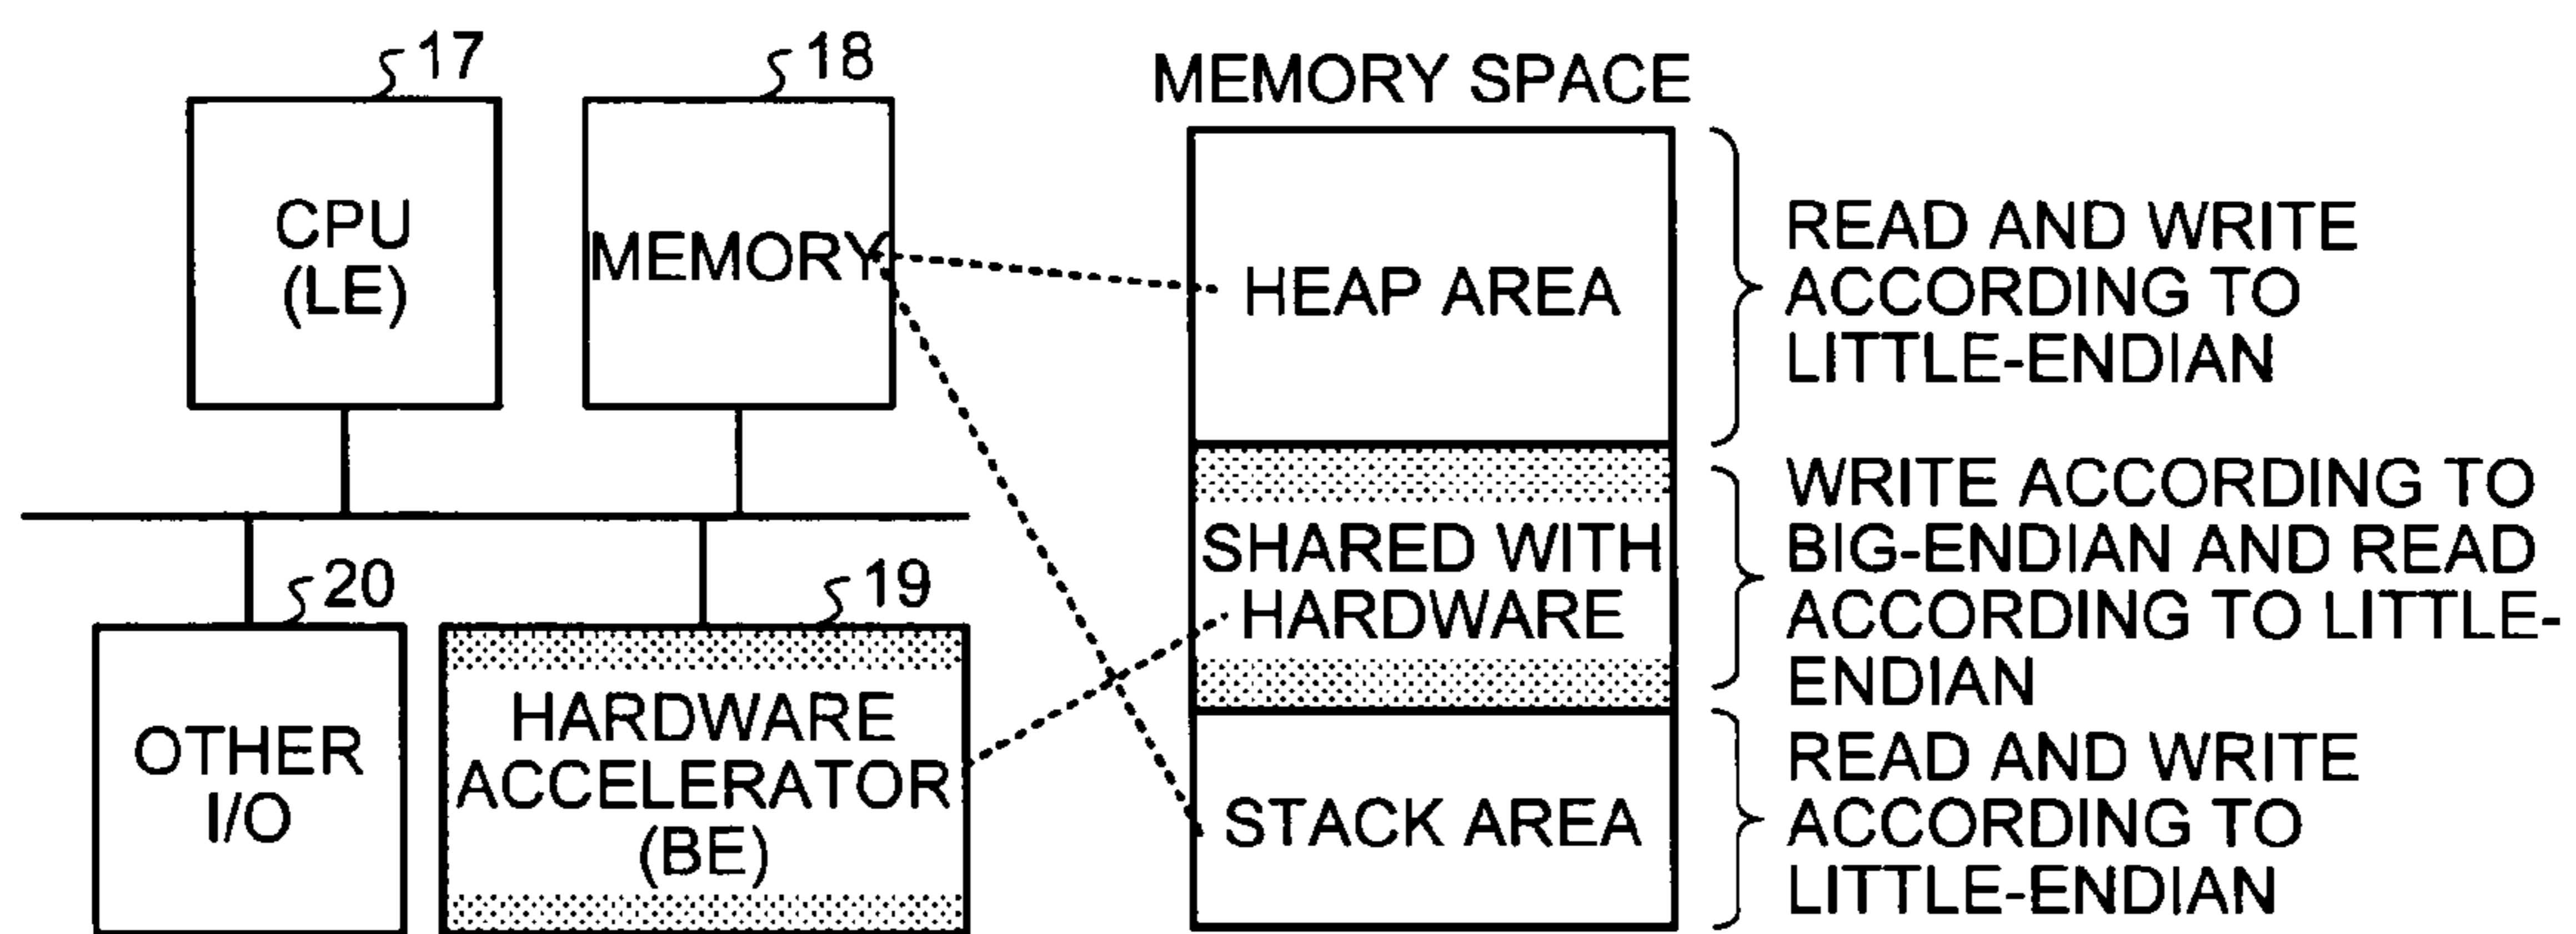 17
18
CPU
(LE)
MEMORY
20
19
OTHER
I/O
HARDWARE
ACCELERATOR
(BE)
MEMORY SPACE
HEAP AREA
SHARED WITH
HARDWARE
STACK AREA
READ AND WRITE
ACCORDING TO
LITTLE-ENDIAN
WRITE ACCORDING TO
BIG-ENDIAN AND READ
ACCORDING TO LITTLE-
ENDIAN
READ AND WRITE
ACCORDING TO
LITTLE-ENDIAN